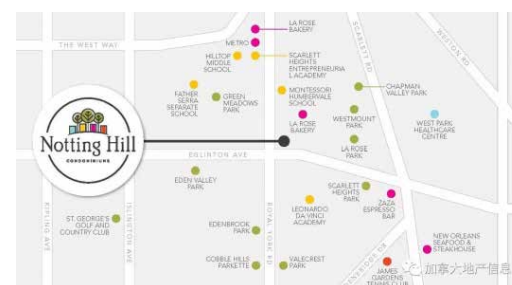 LA ROSE
BAKERY
THE WEST WAY
METRO
HILLTOP
MIDDLE
SCHOOL
SCARLETT
HEIGHTS
ENTREPRENEURIA
L ACADEMY
SCARLETT RD
WESTON RD
FATHER
SERRA
SEPARATE
SCHOOL
GREEN
MEADOWS
PARK
MONTESSORI
HUMBERVALE
SCHOOL
CHAPMAN
VALLEY PARK
LA ROSE
BAKERY
WESTMOUNT
PARK
WEST PARK
HEALTHCARE
CENTRE
Notting Hill
CONDOMINIUMS
LA ROSE
PARK
EGLINTON AVE
EDEN VALLEY
PARK
SCARLETT
HEIGHTS
PARK
ZAZA
ESPRESSO
BAR
LEONARDO
DA VINCI
ACADEMY
ST. GEORGE'S
GOLF AND
COUNTRY CLUB
KIPLING AVE
ISLINGTON AVE
EDENBROOK
PARK
ROYAL YORK RD
NEW ORLEANS
SEAFOOD &
STEAKHOUSE
COBBLE HILLS
PARKETTE
VALECREST
PARK
JAMES
GARDENS
TENNIS CLUB
加拿大地产信息